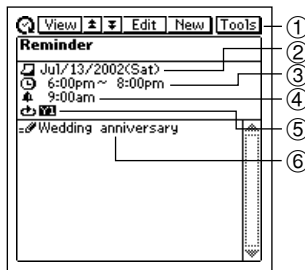 View Edit New Tools
Reminder
Jul/13/2002(Sat)
6:00pm~ 8:00pm
9:00am
Y1
Wedding anniversary
①
②
③
④
⑤
⑥